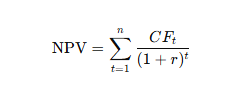 NPV = \sum_{t=1}^{n} \frac{CF_t}{(1 + r)^t}